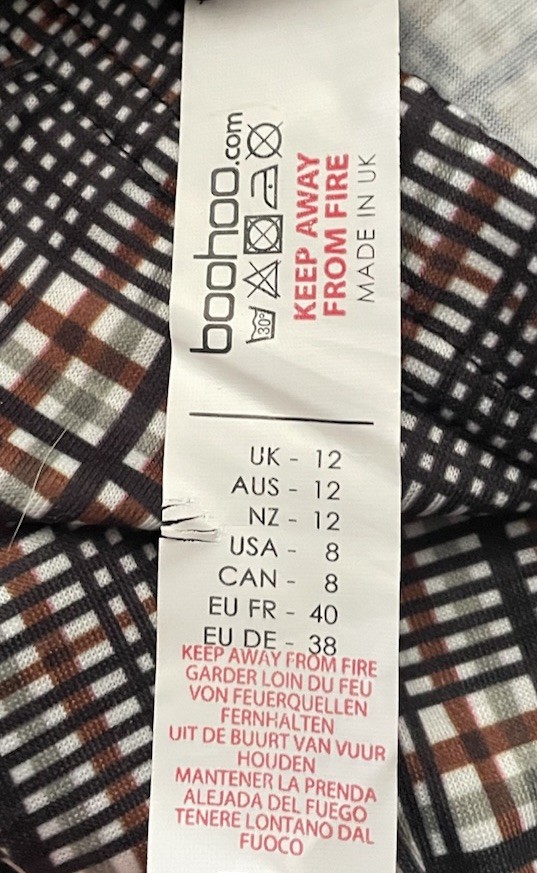 boohoo.com
30°
KEEP AWAY
FROM FIRE
MADE IN UK
UK - 12
AUS - 12
NZ - 12
USA - 8
CAN - 8
EU FR - 40
EU DE - 38
KEEP AWAY FROM FIRE
GARDER LOIN DU FEU
VON FEUERQUELLEN
FERNHALTEN
UIT DE BUURT VAN VUUR
HOUDEN
MANTENER LA PRENDA
ALEJADA DEL FUEGO
TENERE LONTANO DAL
FUOCO